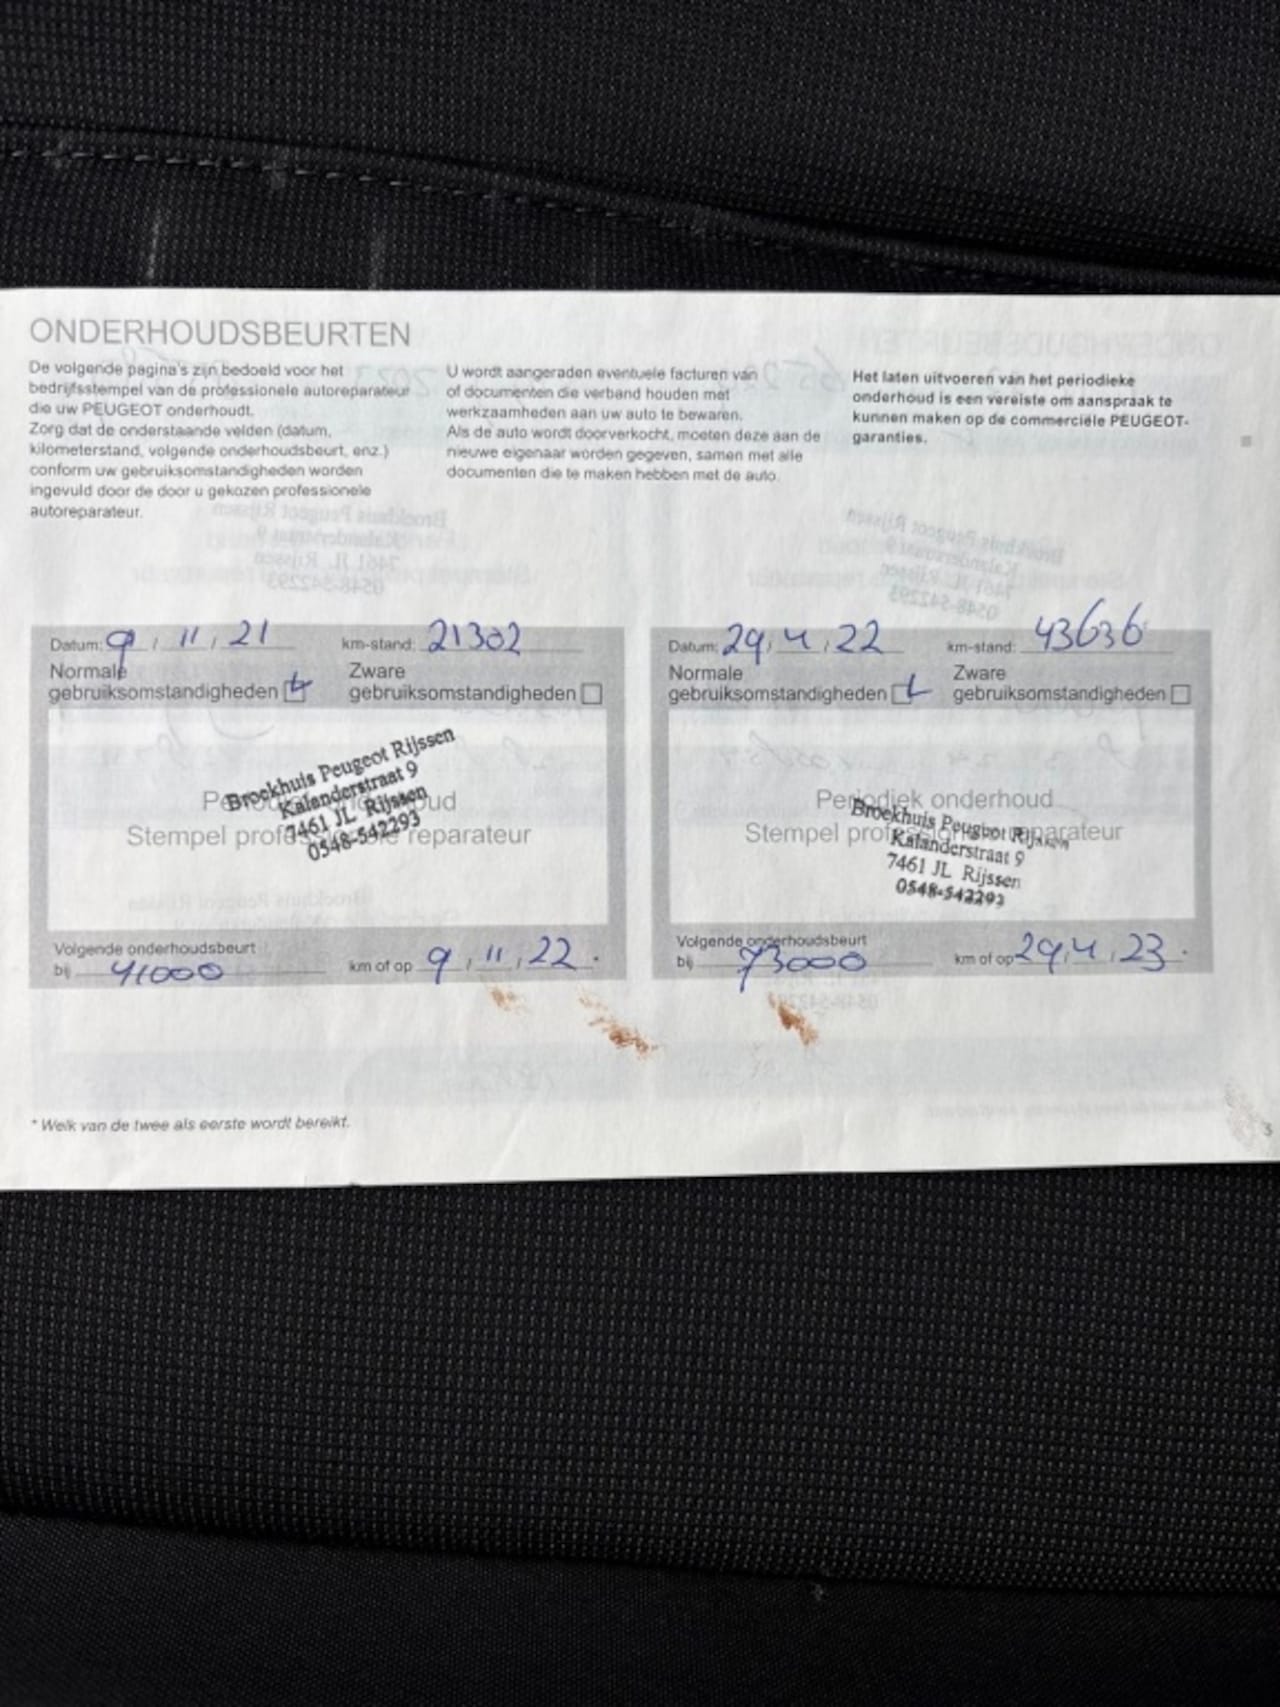 ONDERHOUDSBEURTEN
De volgende pagina's zijn bedoeld voor het
bedrijfsstempel van de professionele autoreparateur
die uw PEUGEOT onderhoudt.
Zorg dat de onderstaande velden (datum,
kilometerstand, volgende onderhoudsbeurt, enz.)
conform uw gebruiksomstandigheden worden
ingevuld door de door u gekozen professionele
autoreparateur.
U wordt aangeraden eventuele facturen van
of documenten die verband houden met
werkzaamheden aan uw auto te bewaren.
Als de auto wordt doorverkocht, moeten deze aan de
nieuwe eigenaar worden gegeven, samen met alle
documenten die te maken hebben met de auto.
Het laten uitvoeren van het periodieke
onderhoud is een vereiste om aanspraak te
kunnen maken op de commerciële PEUGEOT-
garanties.
Datum: 9 / 11 / 21 km-stand: 21302
Normale Zware
gebruiksomstandigheden gebruiksomstandigheden
Broekhuis Peugeot Rijssen
Kalanderstraat 9
7461 JL Rijssen
0548-542293
Stempel professionele reparateur
Volgende onderhoudsbeurt
bij 41000 km of op 9 / 11 / 22
Datum: 29 / 4 / 22 km-stand: 43636
Normale Zware
gebruiksomstandigheden gebruiksomstandigheden
Periodiek onderhoud
Stempel professionele reparateur
Broekhuis Peugeot Rijssen
Kalanderstraat 9
7461 JL Rijssen
0548-542293
Volgende onderhoudsbeurt
bij 73000 km of op 29 / 4 / 23
* Welk van de twee als eerste wordt bereikt.